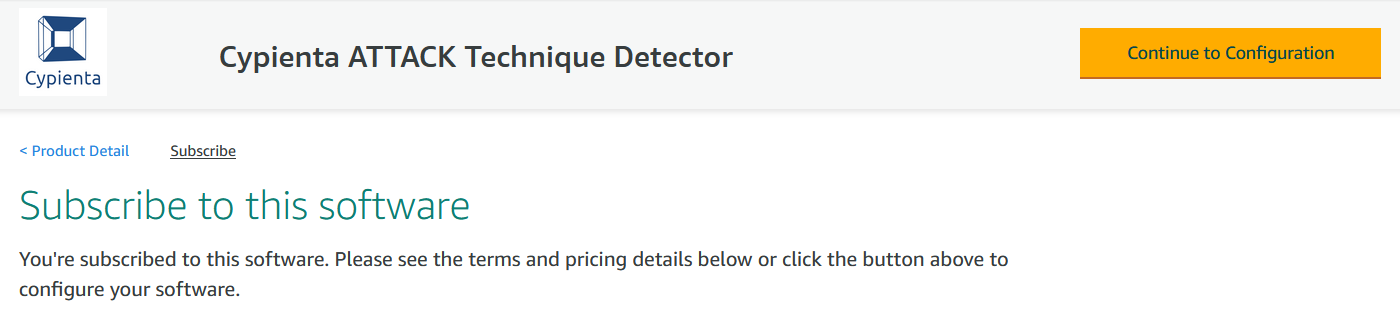 Cypienta
Cypienta ATTACK Technique Detector
Continue to Configuration
< Product Detail
Subscribe
Subscribe to this software
You're subscribed to this software. Please see the terms and pricing details below or click the button above to
configure your software.